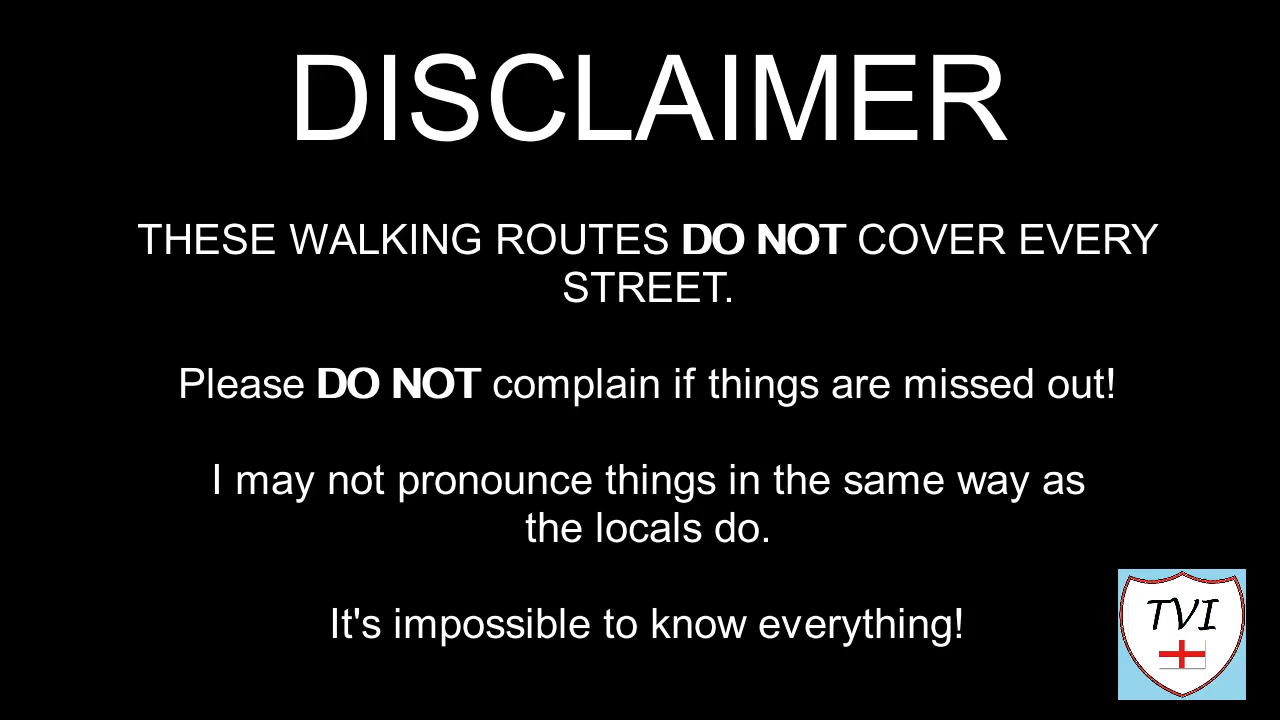 DISCLAIMER
THESE WALKING ROUTES DO NOT COVER EVERY
STREET.
Please DO NOT complain if things are missed out!
I may not pronounce things in the same way as
the locals do.
It's impossible to know everything!
TVI